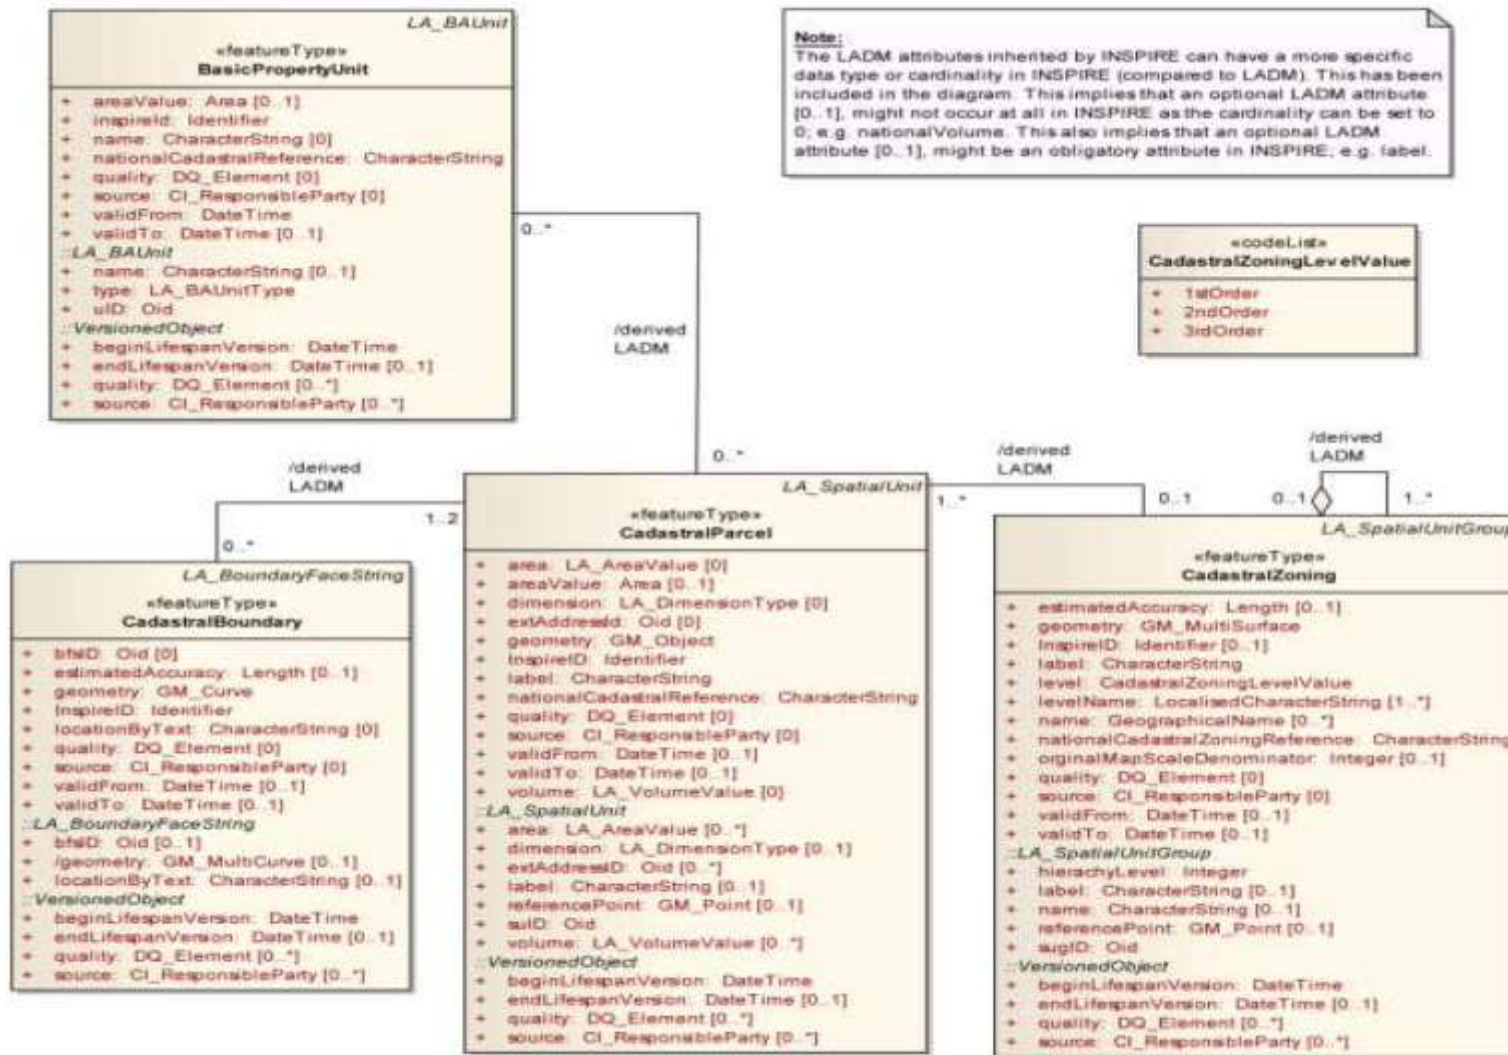 LA_BAUnit
«featureType»
BasicPropertyUnit
+ areaValue: Area [0..1]
+ inspireId: Identifier
+ name: CharacterString [0]
+ nationalCadastralReference: CharacterString
+ quality: DQ_Element [0]
+ source: CI_ResponsibleParty [0]
+ validFrom: DateTime
+ validTo: DateTime [0..1]
::LA_BAUnit
+ name: CharacterString [0..1]
+ type: LA_BAUnitType
+ uID: Oid
::VersionedObject
+ beginLifespanVersion: DateTime
+ endLifespanVersion: DateTime [0..1]
+ quality: DQ_Element [0..*]
+ source: CI_ResponsibleParty [0..*]
Note:
The LADM attributes inherited by INSPIRE can have a more specific
data type or cardinality in INSPIRE (compared to LADM). This has been
included in the diagram. This implies that an optional LADM attribute
[0..1], might not occur at all in INSPIRE as the cardinality can be set to
0; e.g. nationalVolume. This also implies that an optional LADM
attribute [0..1], might be an obligatory attribute in INSPIRE, e.g. label.
«codeList»
CadastralZoningLevelValue
+ 1stOrder
+ 2ndOrder
+ 3rdOrder
0..*
/derived
LADM
0..*
/derived
LADM
1..2
0..*
/derived
LADM
1..*
0..1
/derived
LADM
0..1
1..*
LA_BoundaryFaceString
«featureType»
CadastralBoundary
+ bfsID: Oid [0]
+ estimatedAccuracy: Length [0..1]
+ geometry: GM_Curve
+ InspireID: Identifier
+ locationByText: CharacterString [0]
+ quality: DQ_Element [0]
+ source: CI_ResponsibleParty [0]
+ validFrom: DateTime [0..1]
+ validTo: DateTime [0..1]
::LA_BoundaryFaceString
+ bfsID: Oid [0..1]
+ /geometry: GM_MultiCurve [0..1]
+ locationByText: CharacterString [0..1]
::VersionedObject
+ beginLifespanVersion: DateTime
+ endLifespanVersion: DateTime [0..1]
+ quality: DQ_Element [0..*]
+ source: CI_ResponsibleParty [0..*]
LA_SpatialUnit
«featureType»
CadastralParcel
+ area: LA_AreaValue [0]
+ areaValue: Area [0..1]
+ dimension: LA_DimensionType [0]
+ extAddressId: Oid [0]
+ geometry: GM_Object
+ InspireID: Identifier
+ label: CharacterString
+ nationalCadastralReference: CharacterString
+ quality: DQ_Element [0]
+ source: CI_ResponsibleParty [0]
+ validFrom: DateTime [0..1]
+ validTo: DateTime [0..1]
+ volume: LA_VolumeValue [0]
::LA_SpatialUnit
+ area: LA_AreaValue [0..*]
+ dimension: LA_DimensionType [0..1]
+ extAddressID: Oid [0..*]
+ label: CharacterString [0..1]
+ referencePoint: GM_Point [0..1]
+ suID: Oid
+ volume: LA_VolumeValue [0..*]
::VersionedObject
+ beginLifespanVersion: DateTime
+ endLifespanVersion: DateTime [0..1]
+ quality: DQ_Element [0..*]
+ source: CI_ResponsibleParty [0..*]
LA_SpatialUnitGroup
«featureType»
CadastralZoning
+ estimatedAccuracy: Length [0..1]
+ geometry: GM_MultiSurface
+ InspireID: Identifier [0..1]
+ label: CharacterString
+ level: CadastralZoningLevelValue
+ levelName: LocalisedCharacterString [1..*]
+ name: GeographicalName [0..*]
+ nationalCadastralZoningReference: CharacterString
+ orginalMapScaleDenominator: Integer [0..1]
+ quality: DQ_Element [0]
+ source: CI_ResponsibleParty [0]
+ validFrom: DateTime [0..1]
+ validTo: DateTime [0..1]
::LA_SpatialUnitGroup
+ hierachyLevel: Integer
+ label: CharacterString [0..1]
+ name: CharacterString [0..1]
+ referencePoint: GM_Point [0..1]
+ sugID: Oid
::VersionedObject
+ beginLifespanVersion: DateTime
+ endLifespanVersion: DateTime [0..1]
+ quality: DQ_Element [0..*]
+ source: CI_ResponsibleParty [0..*]